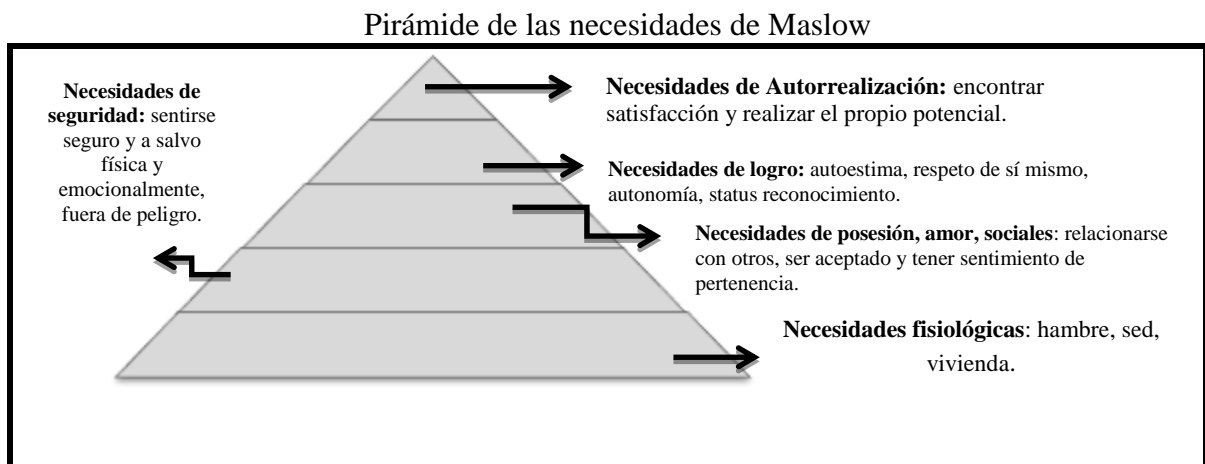 Pirámide de las necesidades de Maslow
Necesidades de
seguridad: sentirse
seguro y a salvo
física y
emocionalmente,
fuera de peligro.
Necesidades de Autorrealización: encontrar
satisfacción y realizar el propio potencial.
Necesidades de logro: autoestima, respeto de sí mismo,
autonomía, status reconocimiento.
Necesidades de posesión, amor, sociales: relacionarse
con otros, ser aceptado y tener sentimiento de
pertenencia.
Necesidades fisiológicas: hambre, sed,
vivienda.